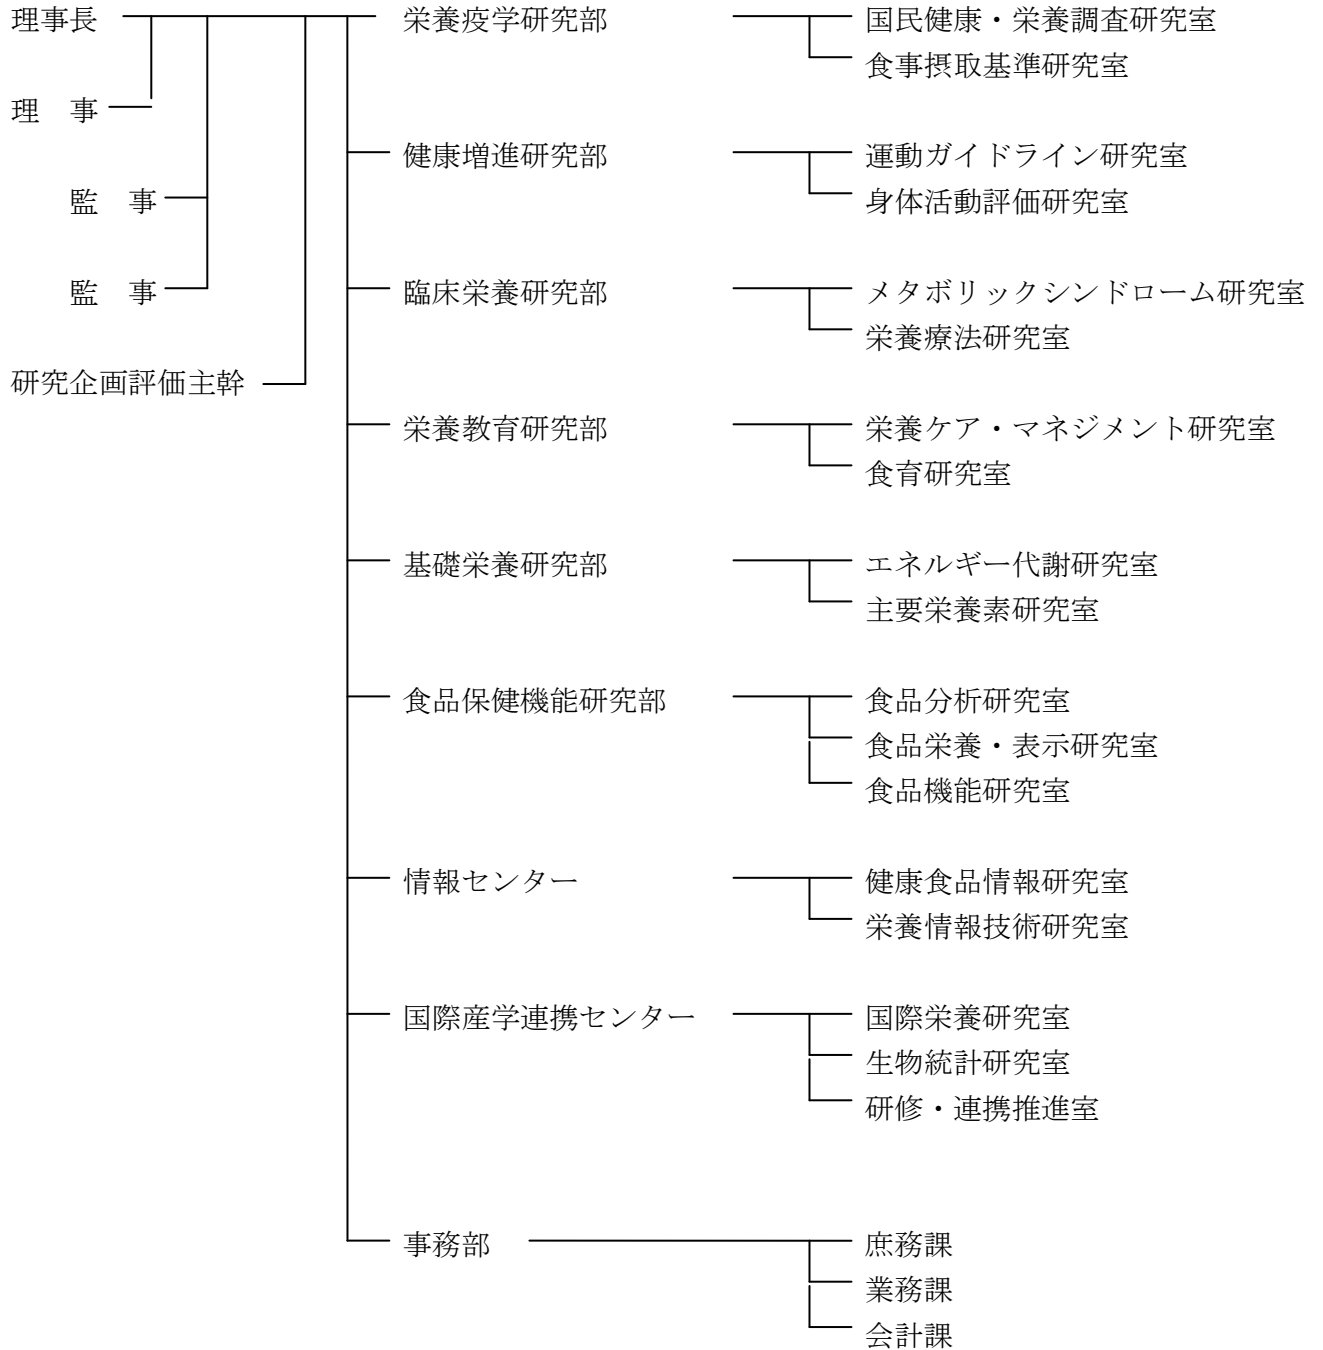 理事長 栄養疫学研究部 国民健康・栄養調査研究室
食事摂取基準研究室
理　事
健康増進研究部 運動ガイドライン研究室
監　事 身体活動評価研究室
監　事 臨床栄養研究部 メタボリックシンドローム研究室
栄養療法研究室
研究企画評価主幹
栄養教育研究部 栄養ケア・マネジメント研究室
食育研究室
基礎栄養研究部 エネルギー代謝研究室
主要栄養素研究室
食品保健機能研究部 食品分析研究室
食品栄養・表示研究室
食品機能研究室
情報センター 健康食品情報研究室
栄養情報技術研究室
国際産学連携センター 国際栄養研究室
生物統計研究室
研修・連携推進室
事務部 庶務課
業務課
会計課